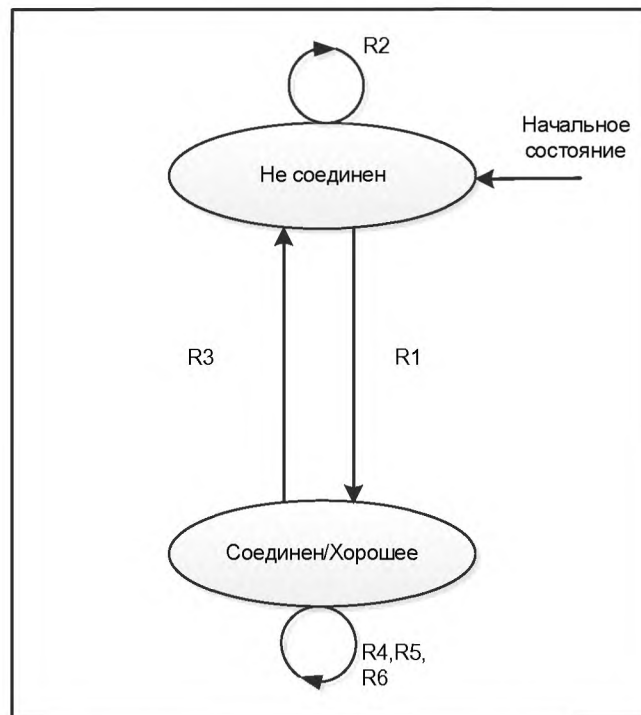 R2
Начальное
состояние
Не соединен
R3
R1
Соединен/Хорошее
R4,R5,
R6